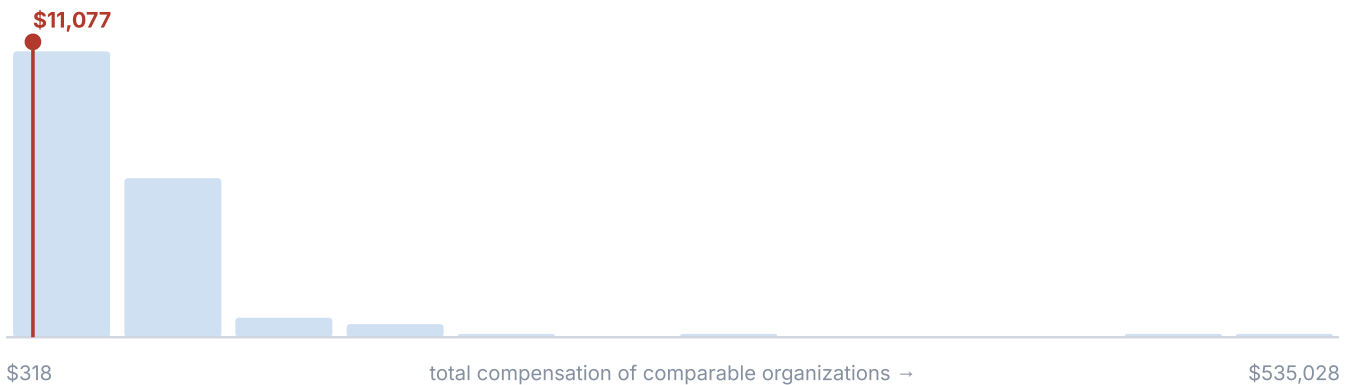 $11,077
$318 total compensation of comparable organizations → $535,028